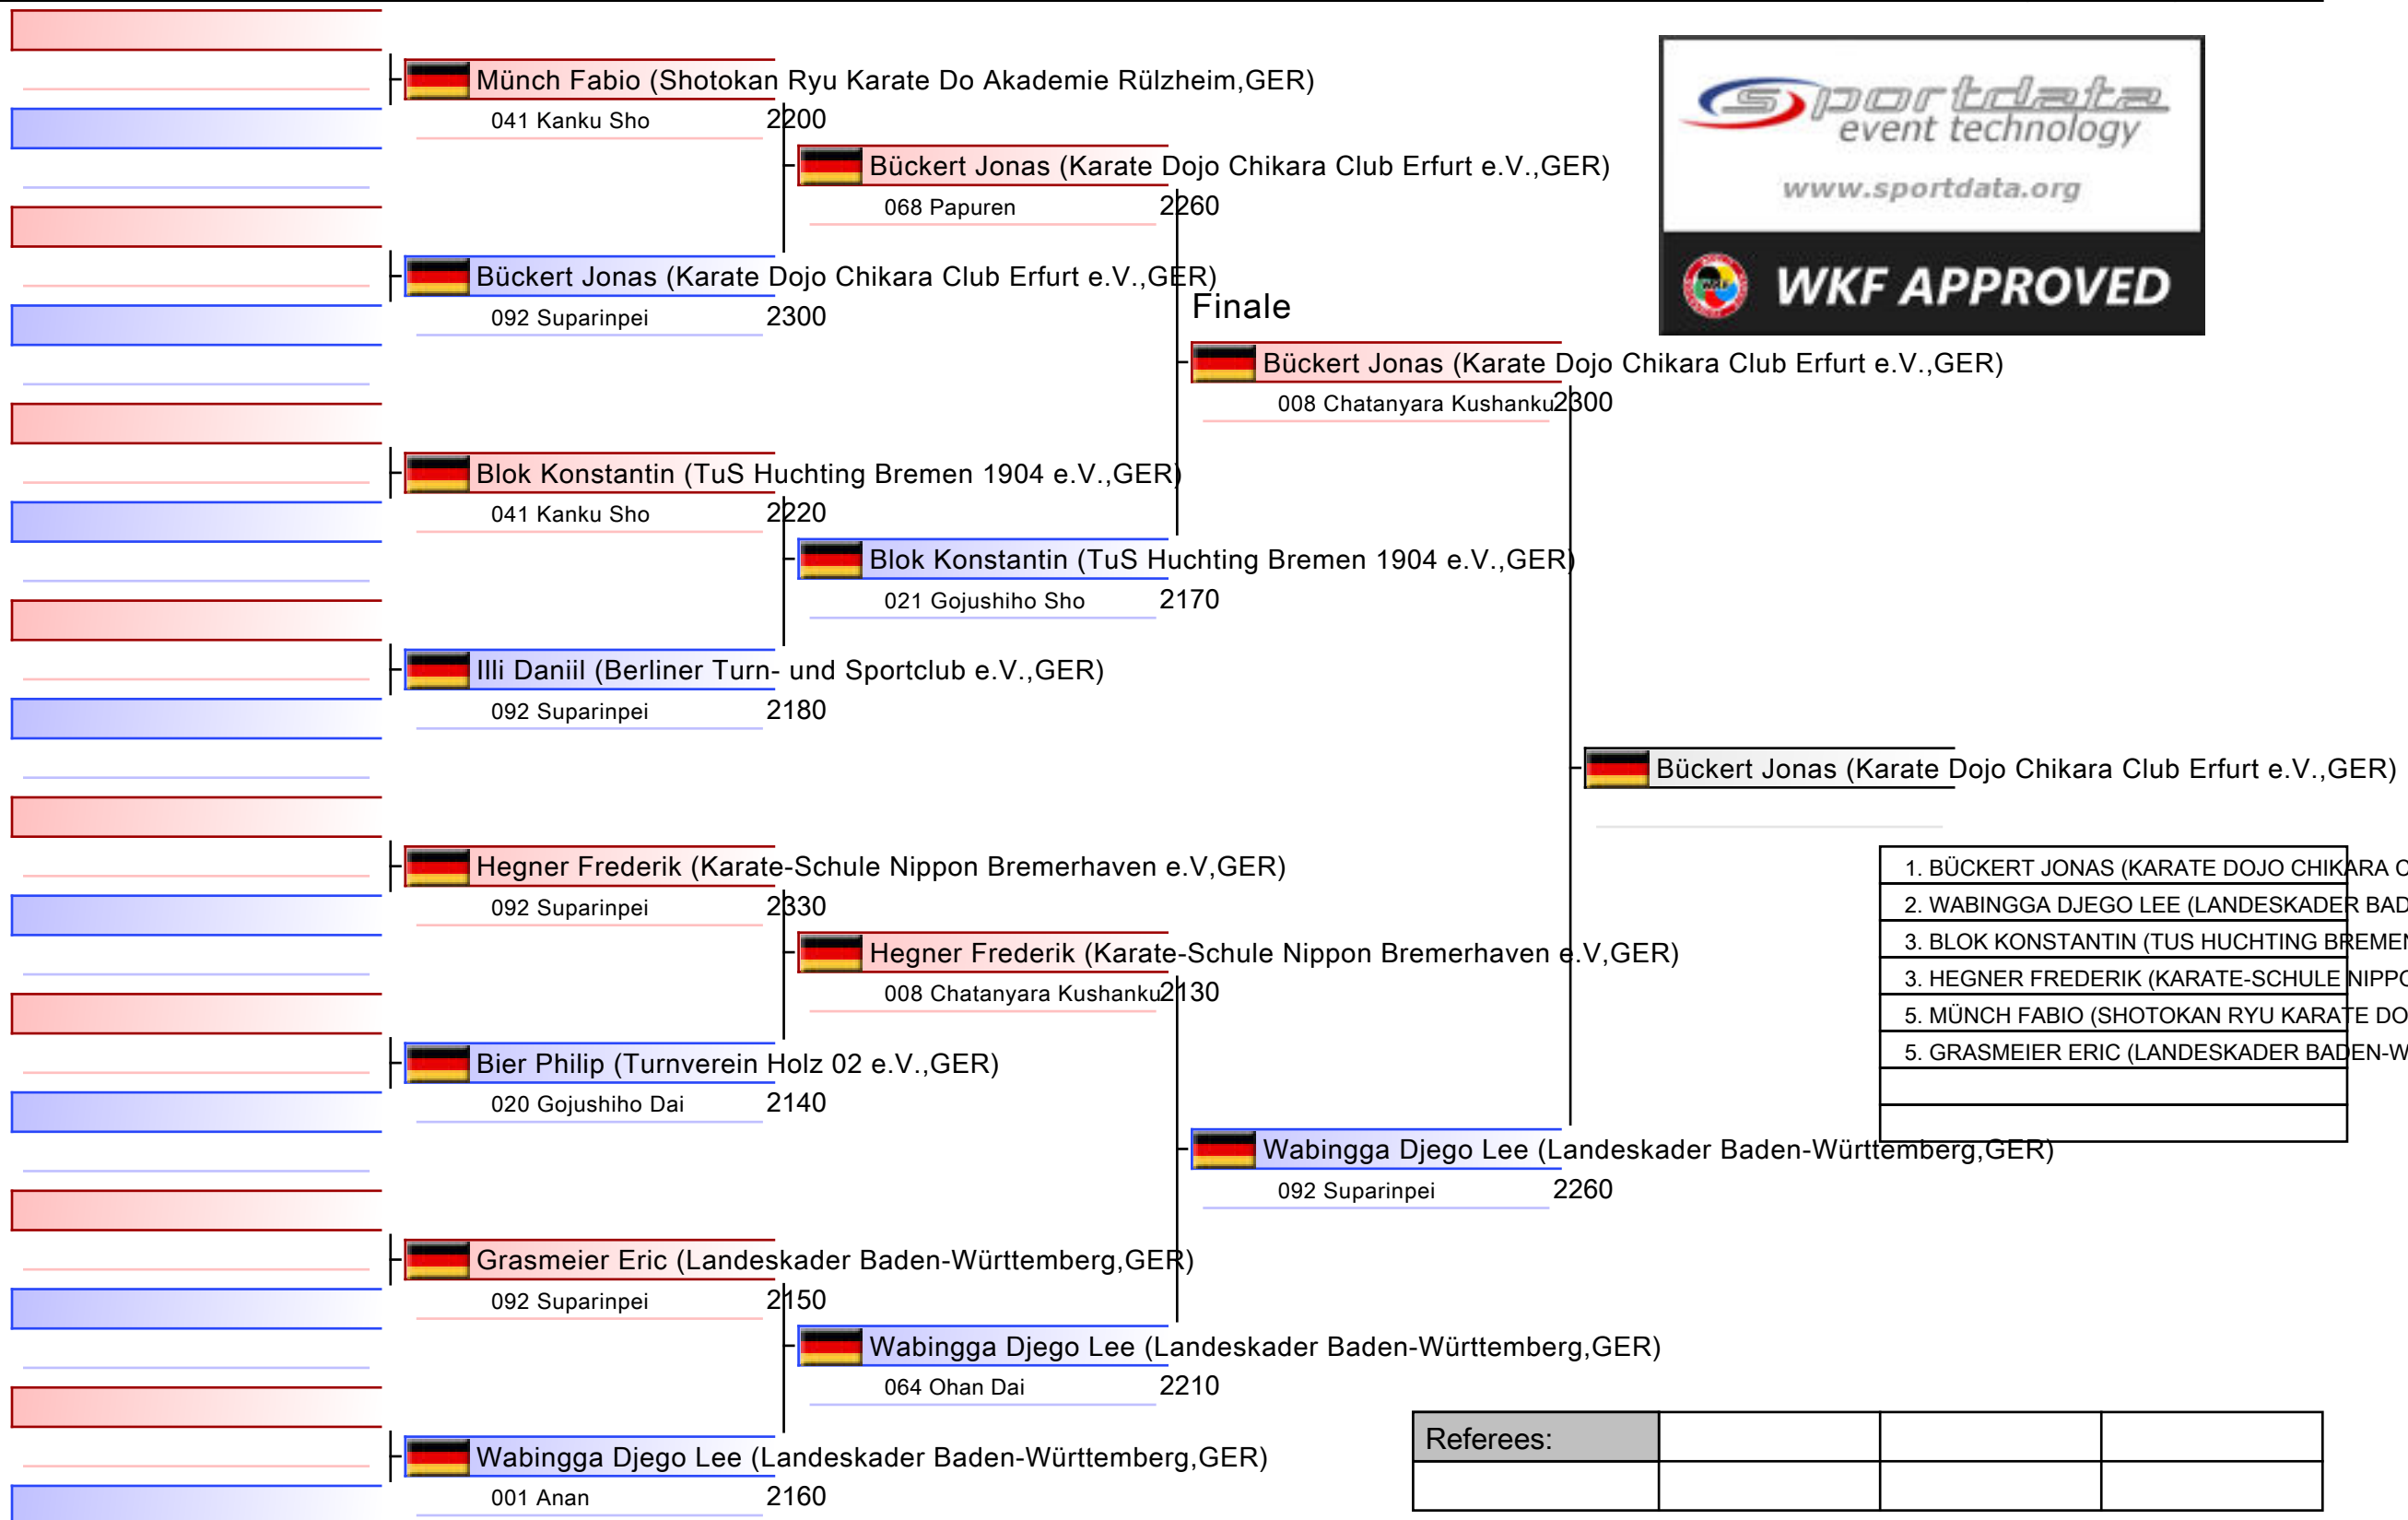 Münch Fabio (Shotokan Ryu Karate Do Akademie Rülzheim,GER)
041 Kanku Sho 2200
Bückert Jonas (Karate Dojo Chikara Club Erfurt e.V.,GER)
092 Suparinpei 2300
Blok Konstantin (TuS Huchting Bremen 1904 e.V.,GER)
041 Kanku Sho 2220
Illi Daniil (Berliner Turn- und Sportclub e.V.,GER)
092 Suparinpei 2180
Hegner Frederik (Karate-Schule Nippon Bremerhaven e.V,GER)
092 Suparinpei 2330
Bier Philip (Turnverein Holz 02 e.V.,GER)
020 Gojushiho Dai 2140
Grasmeier Eric (Landeskader Baden-Württemberg,GER)
092 Suparinpei 2150
Wabingga Djego Lee (Landeskader Baden-Württemberg,GER)
001 Anan 2160
Bückert Jonas (Karate Dojo Chikara Club Erfurt e.V.,GER)
068 Papuren 2260
Blok Konstantin (TuS Huchting Bremen 1904 e.V.,GER)
021 Gojushiho Sho 2170
Hegner Frederik (Karate-Schule Nippon Bremerhaven e.V,GER)
008 Chatanyara Kushanku 2130
Wabingga Djego Lee (Landeskader Baden-Württemberg,GER)
064 Ohan Dai 2210
Finale
Bückert Jonas (Karate Dojo Chikara Club Erfurt e.V.,GER)
008 Chatanyara Kushanku 2300
Wabingga Djego Lee (Landeskader Baden-Württemberg,GER)
092 Suparinpei 2260
Bückert Jonas (Karate Dojo Chikara Club Erfurt e.V.,GER)
sportdata
event technology
www.sportdata.org
WKF APPROVED
1. BÜCKERT JONAS (KARATE DOJO CHIKARA C
2. WABINGGA DJEGO LEE (LANDESKADER BAD
3. BLOK KONSTANTIN (TUS HUCHTING BREMEN
3. HEGNER FREDERIK (KARATE-SCHULE NIPPO
5. MÜNCH FABIO (SHOTOKAN RYU KARATE DO
5. GRASMEIER ERIC (LANDESKADER BADEN-W
Referees: